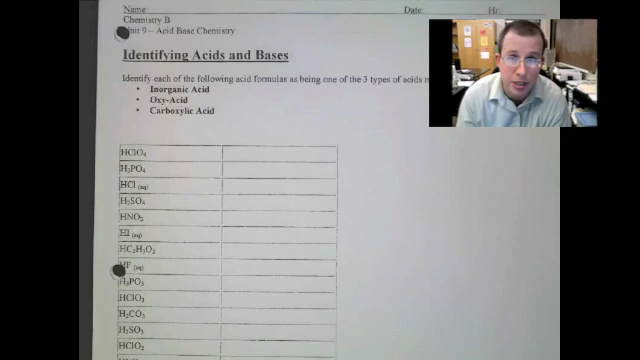 Name: Date: Hr:
Chemistry B
Unit 9 – Acid Base Chemistry
Identifying Acids and Bases
Identify each of the following acid formulas as being one of the 3 types of acids
• Inorganic Acid
• Oxy-Acid
• Carboxylic Acid
HClO₄
H₃PO₄
HCl (aq)
H₂SO₄
HNO₂
HI (aq)
HC₂H₃O₂
HF (aq)
H₃PO₃
HClO₃
H₂CO₃
H₂SO₃
HClO₂